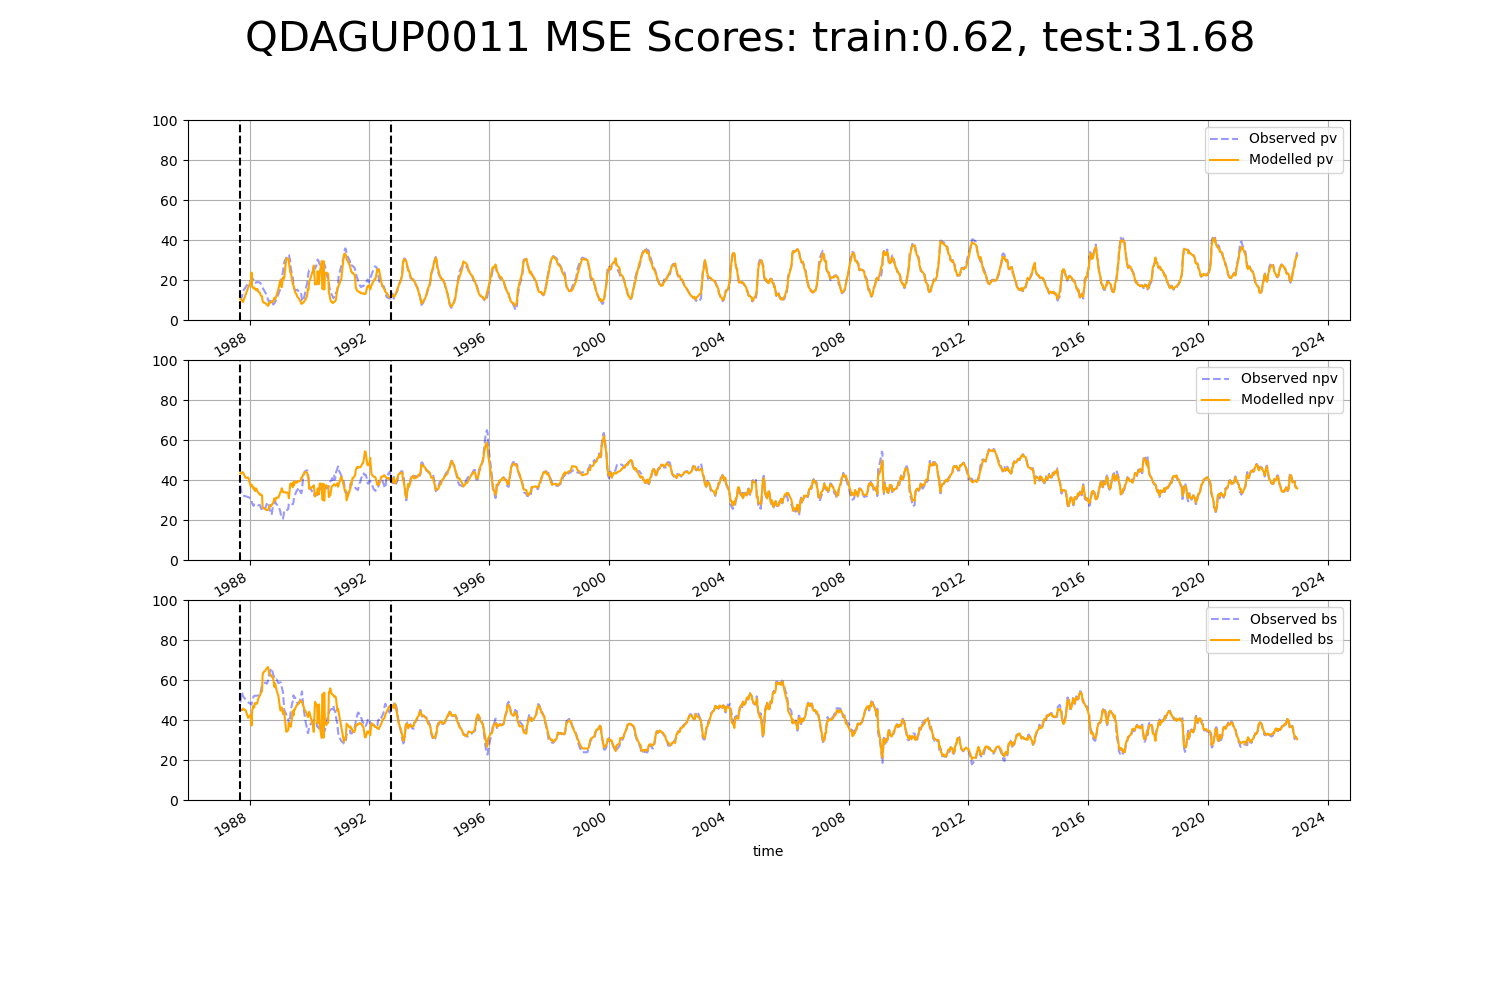 QDAGUP0011 MSE Scores: train:0.62, test:31.68
100
80
60
40
20
0
Observed pv
Modelled pv
1988 1992 1996 2000 2004 2008 2012 2016 2020 2024
100
80
60
40
20
0
Observed npv
Modelled npv
1988 1992 1996 2000 2004 2008 2012 2016 2020 2024
100
80
60
40
20
0
Observed bs
Modelled bs
1988 1992 1996 2000 2004 2008 2012 2016 2020 2024
time